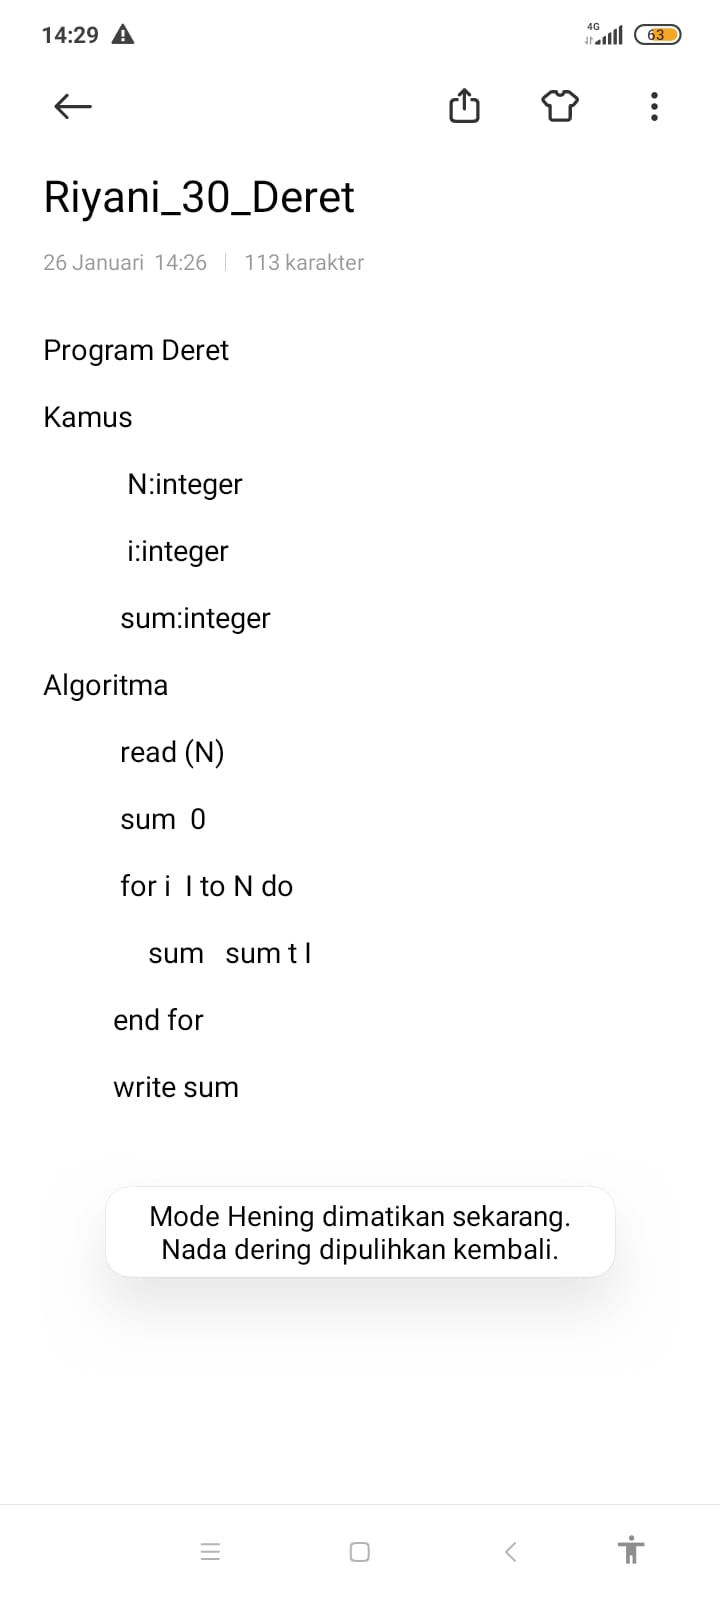 14:29
4G
63
Riyani_30_Deret
26 Januari 14:26 | 113 karakter
Program Deret
Kamus
N:integer
i:integer
sum:integer
Algoritma
read (N)
sum 0
for i I to N do
sum sum t I
end for
write sum
Mode Hening dimatikan sekarang.
Nada dering dipulihkan kembali.